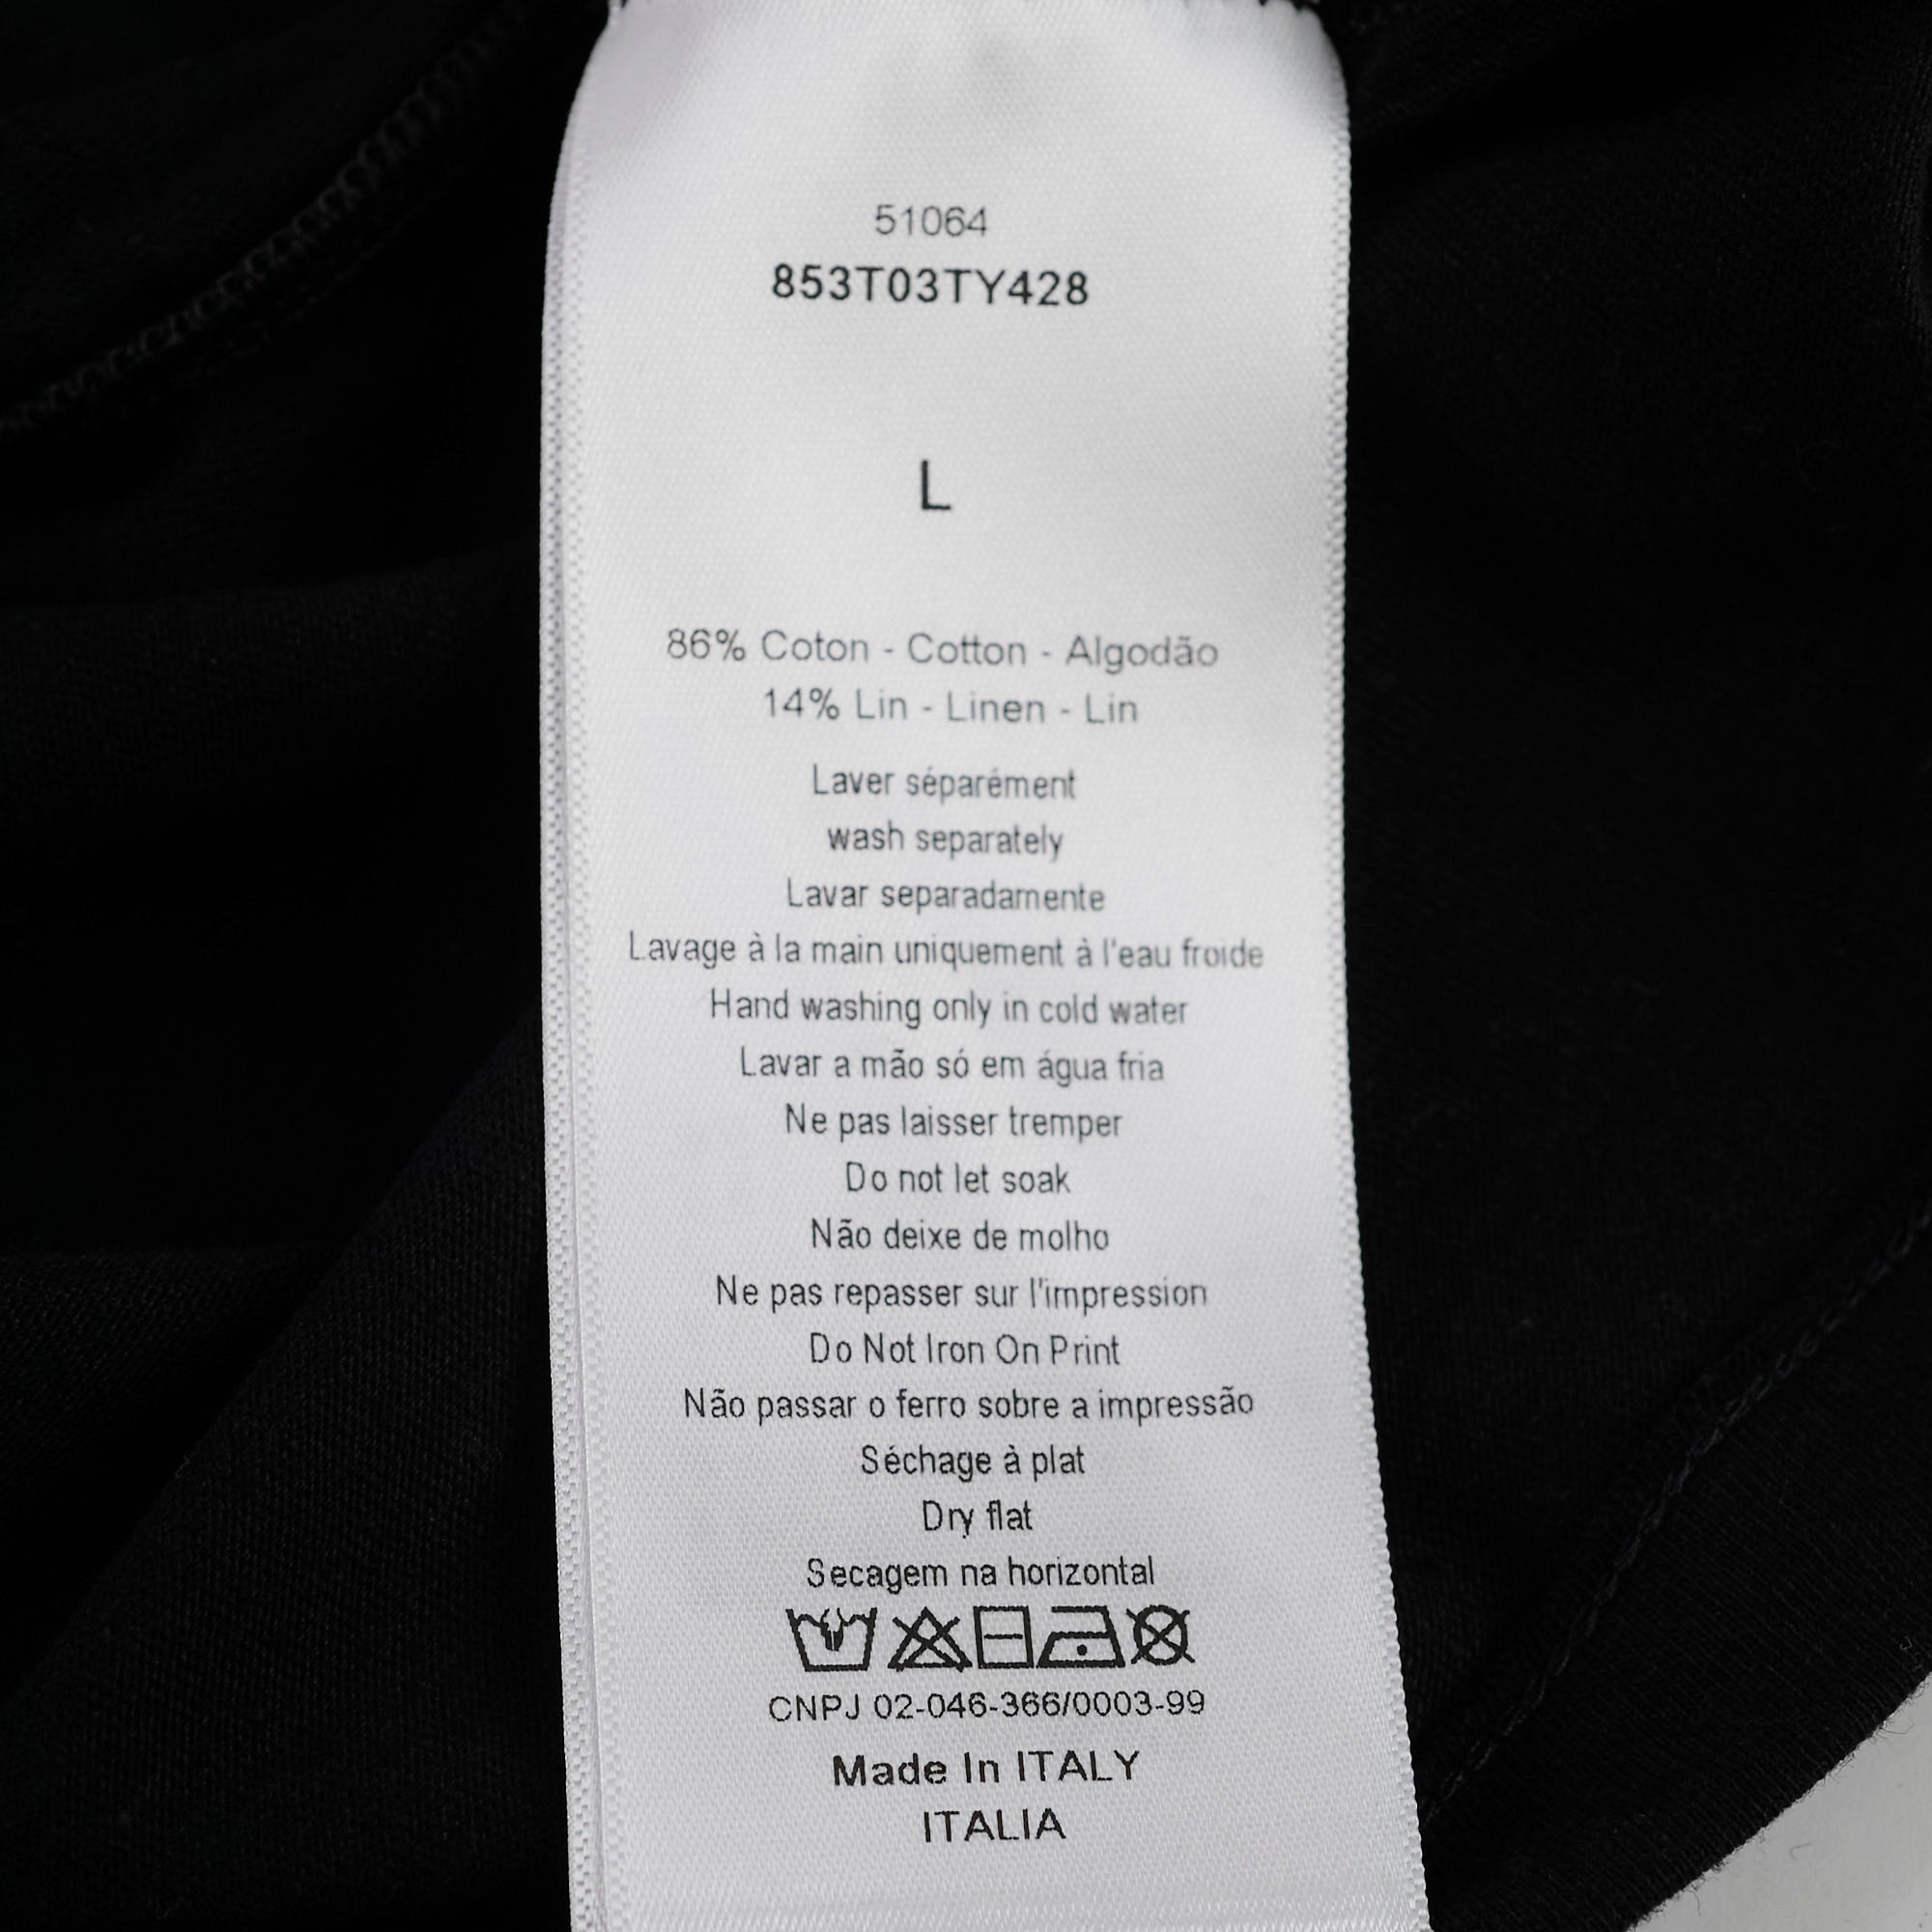 51064
853T03TY428
L
86% Coton - Cotton - Algodão
14% Lin - Linen - Lin
Laver séparément
wash separately
Lavar separadamente
Lavage à la main uniquement à l'eau froide
Hand washing only in cold water
Lavar a mão só em água fria
Ne pas laisser tremper
Do not let soak
Não deixe de molho
Ne pas repasser sur l'impression
Do Not Iron On Print
Não passar o ferro sobre a impressão
Séchage à plat
Dry flat
Secagem na horizontal
CNPJ 02-046-366/0003-99
Made In ITALY
ITALIA